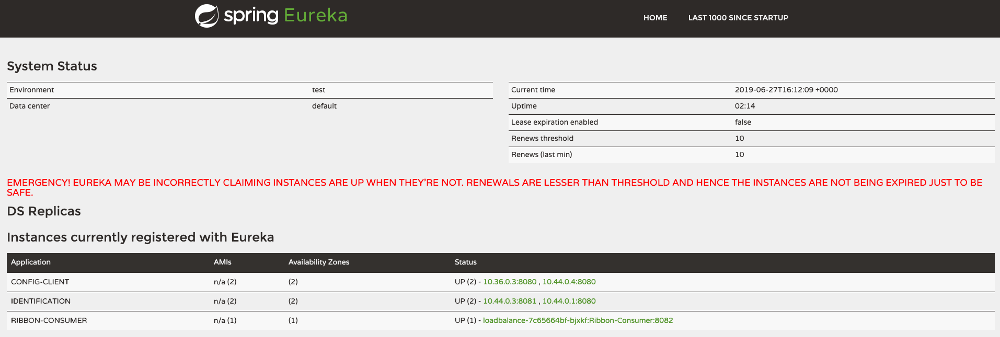 spring Eureka
HOME LAST 1000 SINCE STARTUP
System Status
Environment test
Data center default
Current time 2019-06-27T16:12:09 +0000
Uptime 02:14
Lease expiration enabled false
Renews threshold 10
Renews (last min) 10
EMERGENCY! EUREKA MAY BE INCORRECTLY CLAIMING INSTANCES ARE UP WHEN THEY'RE NOT. RENEWALS ARE LESSER THAN THRESHOLD AND HENCE THE INSTANCES ARE NOT BEING EXPIRED JUST TO BE
SAFE.
DS Replicas
Instances currently registered with Eureka
Application AMIs Availability Zones Status
CONFIG-CLIENT n/a (2) (2) UP (2) - 10.36.0.3:8080 , 10.44.0.4:8080
IDENTIFICATION n/a (2) (2) UP (2) - 10.44.0.3:8081 , 10.44.0.1:8080
RIBBON-CONSUMER n/a (1) (1) UP (1) - loadbalance-7c65664bf-bjxkf:Ribbon-Consumer:8082